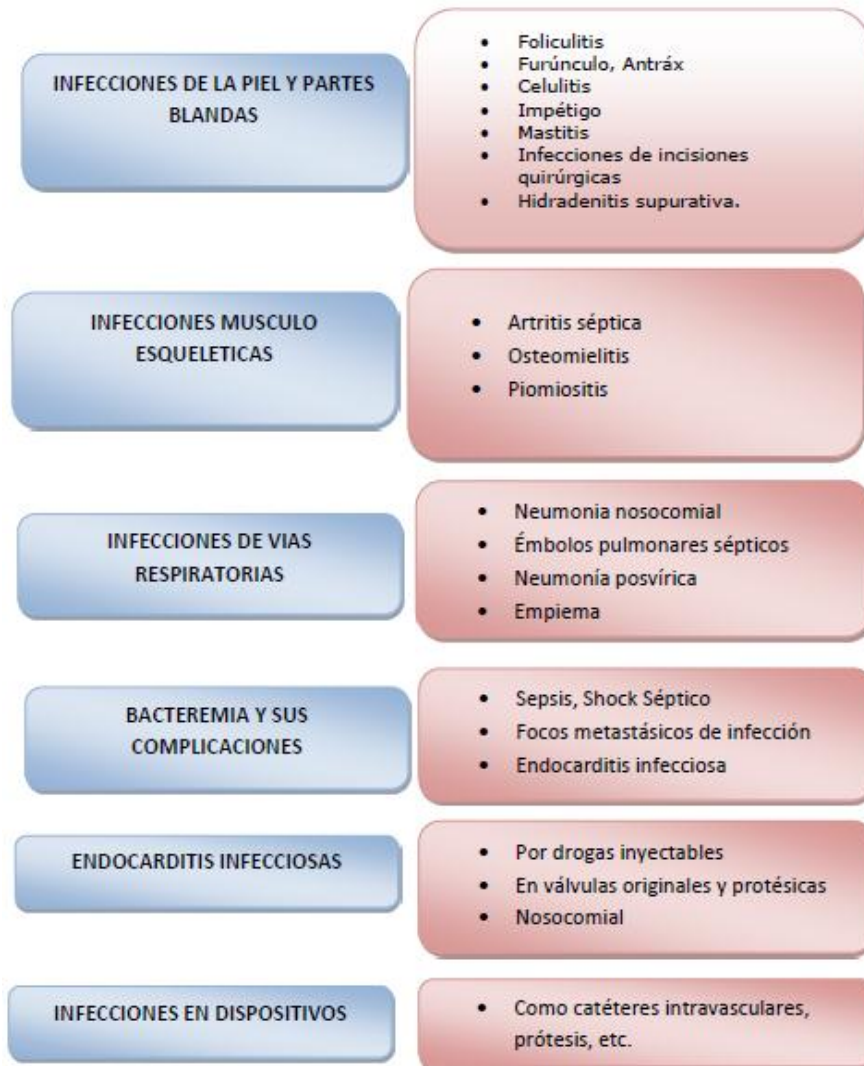 INFECCIONES DE LA PIEL Y PARTES
BLANDAS
• Foliculitis
• Furúnculo, Antráx
• Celulitis
• Impétigo
• Mastitis
• Infecciones de incisiones
quirúrgicas
• Hidradenitis supurativa.
INFECCIONES MUSCULO
ESQUELETICAS
• Artritis séptica
• Osteomielitis
• Piomiositis
INFECCIONES DE VIAS
RESPIRATORIAS
• Neumonia nosocomial
• Émbolos pulmonares sépticos
• Neumonía posvírica
• Empiema
BACTEREMIA Y SUS
COMPLICACIONES
• Sepsis, Shock Séptico
• Focos metastásicos de infección
• Endocarditis infecciosa
ENDOCARDITIS INFECCIOSAS
• Por drogas inyectables
• En válvulas originales y protésicas
• Nosocomial
INFECCIONES EN DISPOSITIVOS
• Como catéteres intravasculares,
prótesis, etc.